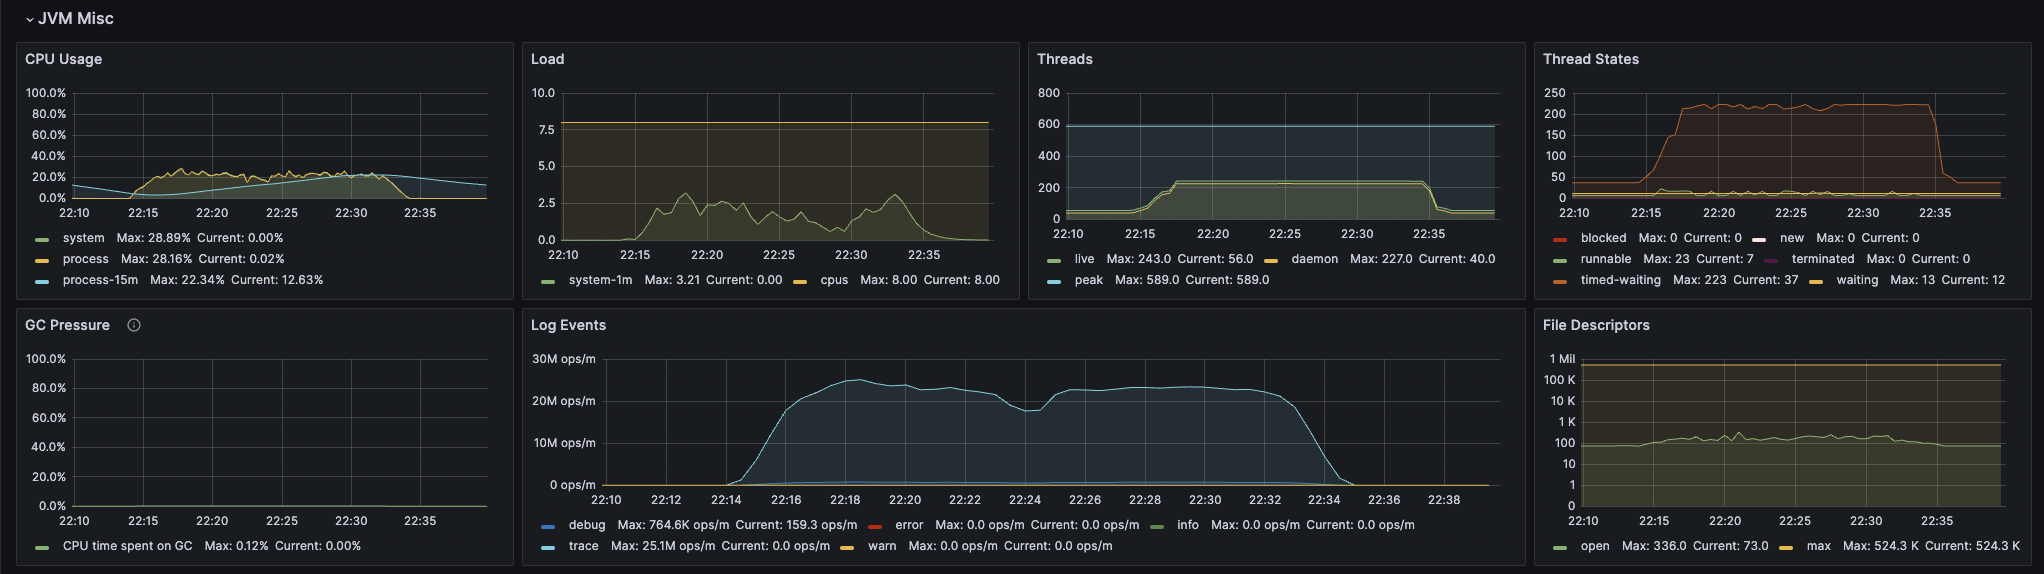 JVM Misc
CPU Usage
100.0%
80.0%
60.0%
40.0%
20.0%
0.0%
22:10 22:15 22:20 22:25 22:30 22:35
system Max: 28.89% Current: 0.00%
process Max: 28.16% Current: 0.02%
process-15m Max: 22.34% Current: 12.63%
Load
10.0
7.5
5.0
2.5
0.0
22:10 22:15 22:20 22:25 22:30 22:35
system-1m Max: 3.21 Current: 0.00 cpus Max: 8.00 Current: 8.00
Threads
800
600
400
200
0
22:10 22:15 22:20 22:25 22:30 22:35
live Max: 243.0 Current: 56.0 daemon Max: 227.0 Current: 40.0
peak Max: 589.0 Current: 589.0
Thread States
250
200
150
100
50
0
22:10 22:15 22:20 22:25 22:30 22:35
blocked Max: 0 Current: 0 new Max: 0 Current: 0
runnable Max: 23 Current: 7 terminated Max: 0 Current: 0
timed-waiting Max: 223 Current: 37 waiting Max: 13 Current: 12
GC Pressure
100.0%
80.0%
60.0%
40.0%
20.0%
0.0%
22:10 22:15 22:20 22:25 22:30 22:35
CPU time spent on GC Max: 0.12% Current: 0.00%
Log Events
30M ops/m
20M ops/m
10M ops/m
0 ops/m
22:10 22:12 22:14 22:16 22:18 22:20 22:22 22:24 22:26 22:28 22:30 22:32 22:34 22:36 22:38
debug Max: 764.6K ops/m Current: 159.3 ops/m error Max: 0.0 ops/m Current: 0.0 ops/m info Max: 0.0 ops/m Current: 0.0 ops/m
trace Max: 25.1M ops/m Current: 0.0 ops/m warn Max: 0.0 ops/m Current: 0.0 ops/m
File Descriptors
1 Mil
100 K
10 K
1 K
100
10
1
0
22:10 22:15 22:20 22:25 22:30 22:35
open Max: 336.0 Current: 73.0 max Max: 524.3 K Current: 524.3 K